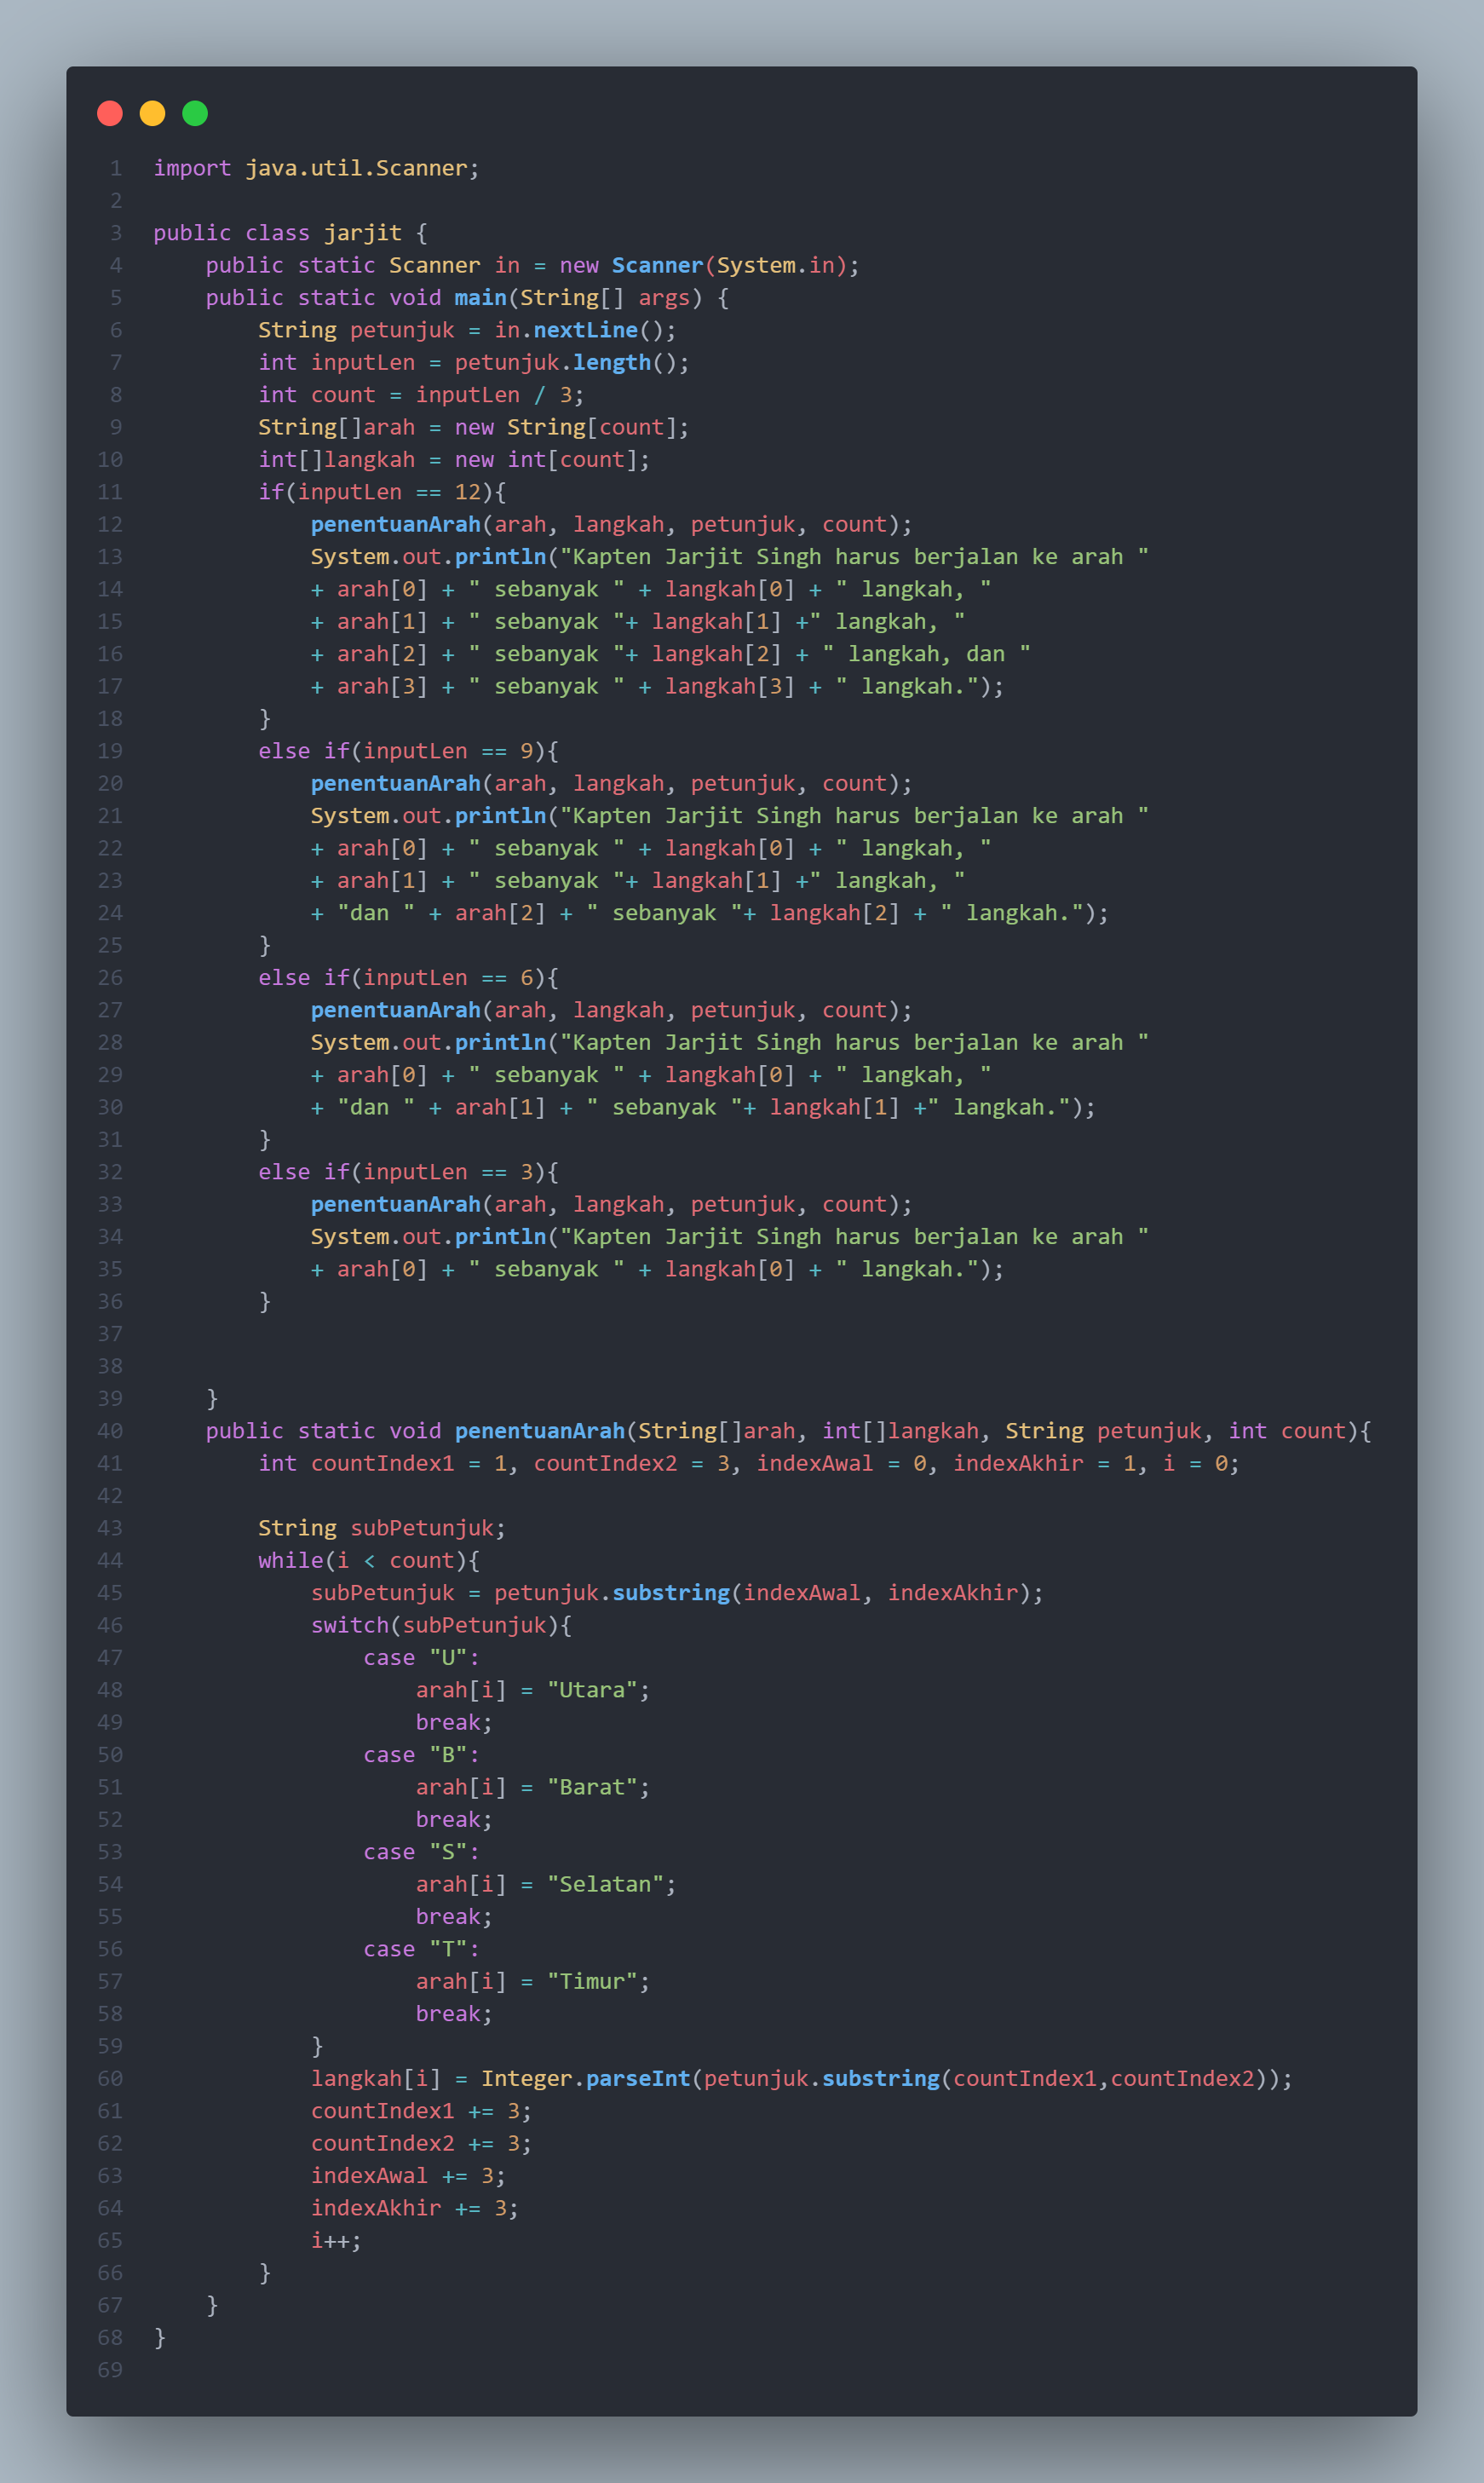 1 import java.util.Scanner;
2
3 public class jarjit {
4     public static Scanner in = new Scanner(System.in);
5     public static void main(String[] args) {
6         String petunjuk = in.nextLine();
7         int inputLen = petunjuk.length();
8         int count = inputLen / 3;
9         String[]arah = new String[count];
10         int[]langkah = new int[count];
11         if(inputLen == 12){
12             penentuanArah(arah, langkah, petunjuk, count);
13             System.out.println("Kapten Jarjit Singh harus berjalan ke arah "
14             + arah[0] + " sebanyak " + langkah[0] + " langkah, "
15             + arah[1] + " sebanyak "+ langkah[1] +" langkah, "
16             + arah[2] + " sebanyak "+ langkah[2] + " langkah, dan "
17             + arah[3] + " sebanyak " + langkah[3] + " langkah.");
18         }
19         else if(inputLen == 9){
20             penentuanArah(arah, langkah, petunjuk, count);
21             System.out.println("Kapten Jarjit Singh harus berjalan ke arah "
22             + arah[0] + " sebanyak " + langkah[0] + " langkah, "
23             + arah[1] + " sebanyak "+ langkah[1] +" langkah, "
24             + "dan " + arah[2] + " sebanyak "+ langkah[2] + " langkah.");
25         }
26         else if(inputLen == 6){
27             penentuanArah(arah, langkah, petunjuk, count);
28             System.out.println("Kapten Jarjit Singh harus berjalan ke arah "
29             + arah[0] + " sebanyak " + langkah[0] + " langkah, "
30             + "dan " + arah[1] + " sebanyak "+ langkah[1] +" langkah.");
31         }
32         else if(inputLen == 3){
33             penentuanArah(arah, langkah, petunjuk, count);
34             System.out.println("Kapten Jarjit Singh harus berjalan ke arah "
35             + arah[0] + " sebanyak " + langkah[0] + " langkah.");
36         }
37
38
39     }
40     public static void penentuanArah(String[]arah, int[]langkah, String petunjuk, int count){
41         int countIndex1 = 1, countIndex2 = 3, indexAwal = 0, indexAkhir = 1, i = 0;
42
43         String subPetunjuk;
44         while(i < count){
45             subPetunjuk = petunjuk.substring(indexAwal, indexAkhir);
46             switch(subPetunjuk){
47                 case "U":
48                     arah[i] = "Utara";
49                     break;
50                 case "B":
51                     arah[i] = "Barat";
52                     break;
53                 case "S":
54                     arah[i] = "Selatan";
55                     break;
56                 case "T":
57                     arah[i] = "Timur";
58                     break;
59             }
60             langkah[i] = Integer.parseInt(petunjuk.substring(countIndex1,countIndex2));
61             countIndex1 += 3;
62             countIndex2 += 3;
63             indexAwal += 3;
64             indexAkhir += 3;
65             i++;
66         }
67     }
68 }
69